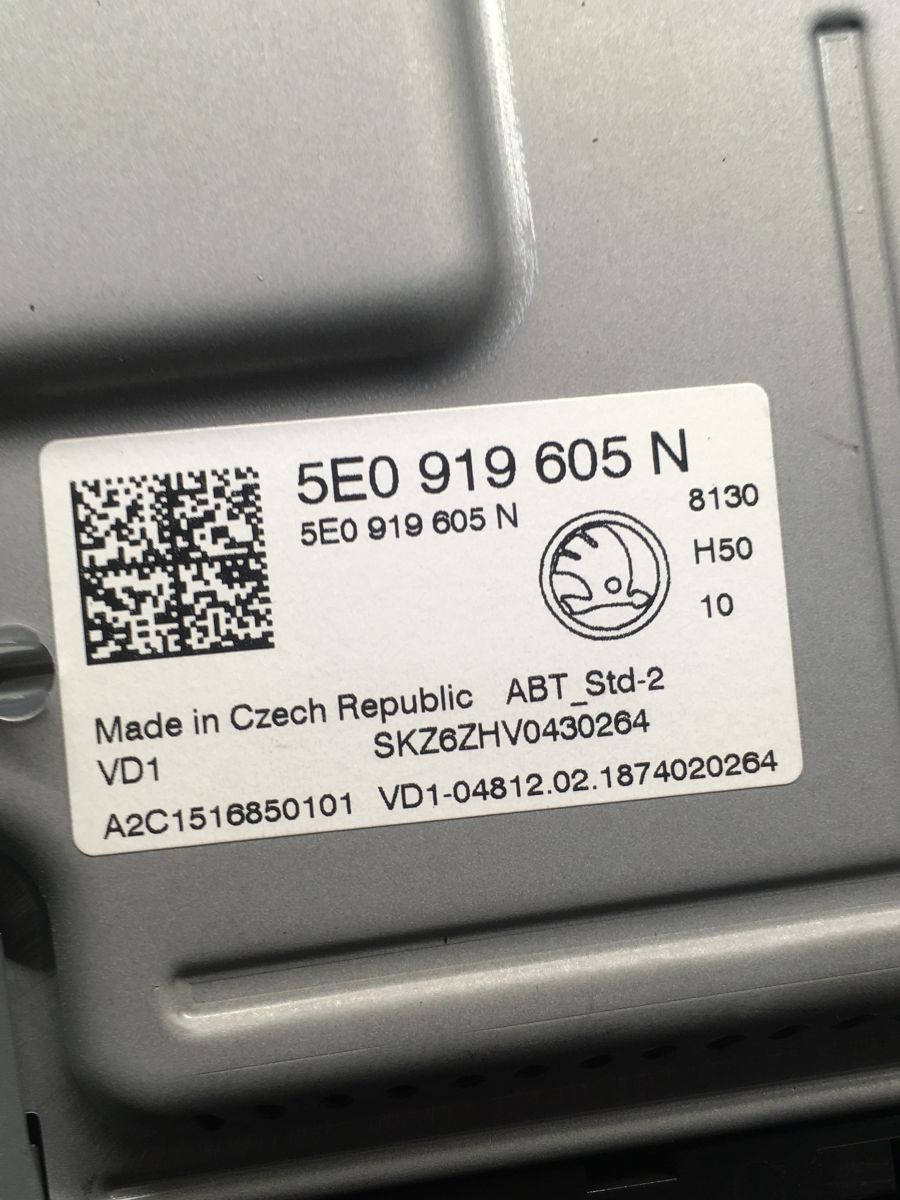 5E0 919 605 N
5E0 919 605 N
8130
H50
10
Made in Czech Republic ABT_Std-2
VD1 SKZ6ZHV0430264
A2C1516850101 VD1-04812.02.1874020264